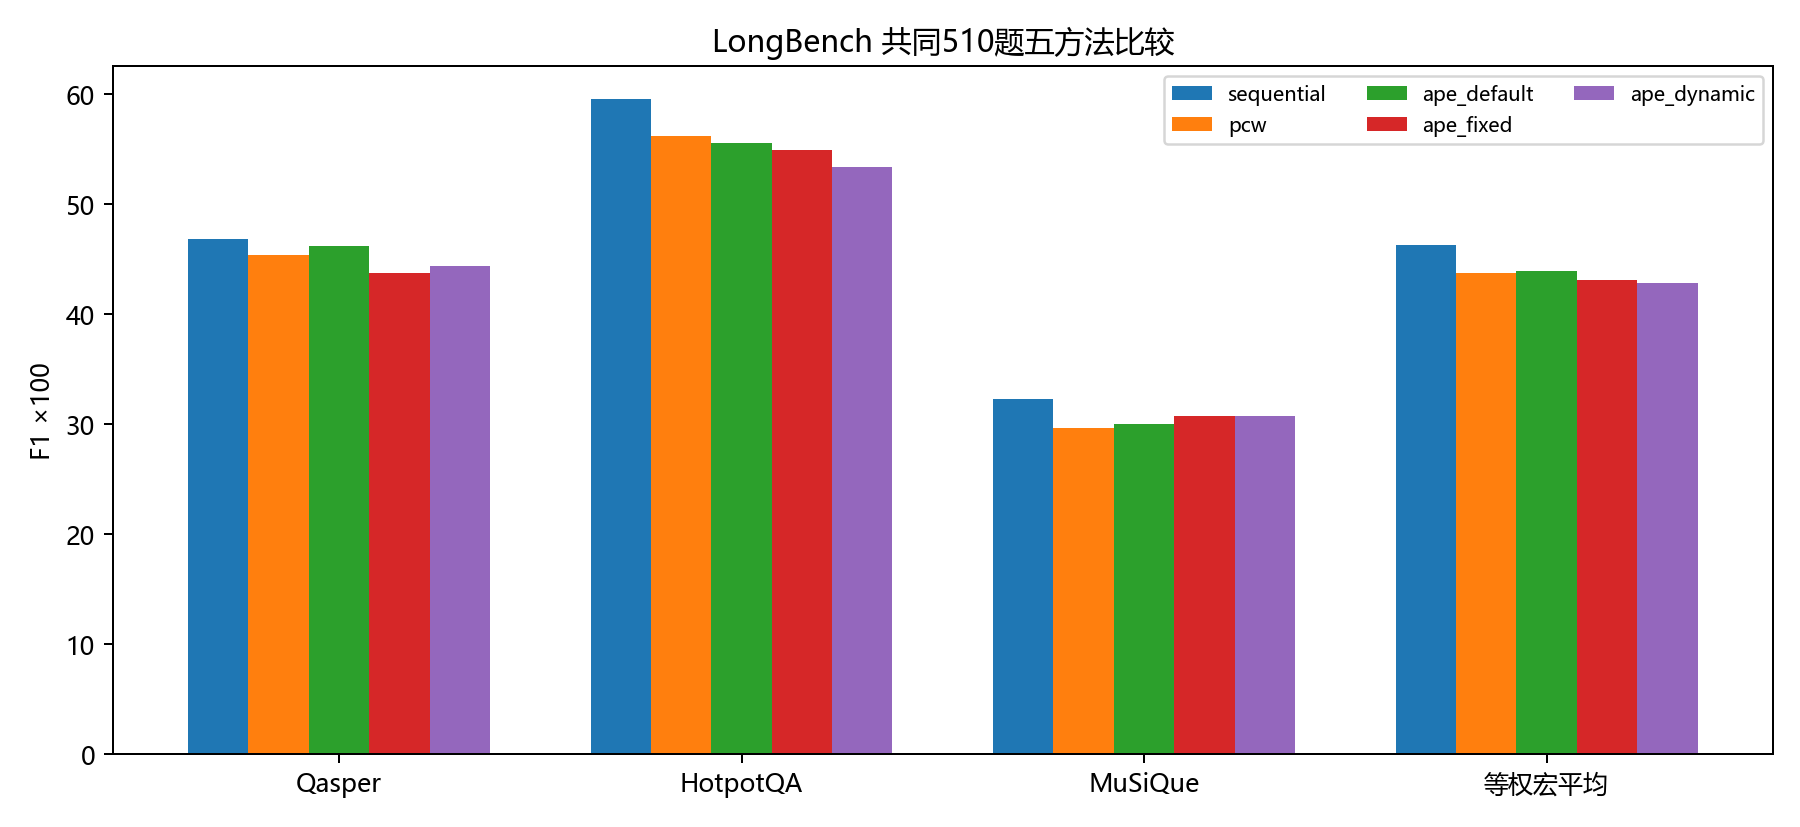 LongBench 共同510题五方法比较
sequential
pcw
ape_default
ape_fixed
ape_dynamic
F1 ×100
60
50
40
30
20
10
0
Qasper
HotpotQA
MuSiQue
等权宏平均